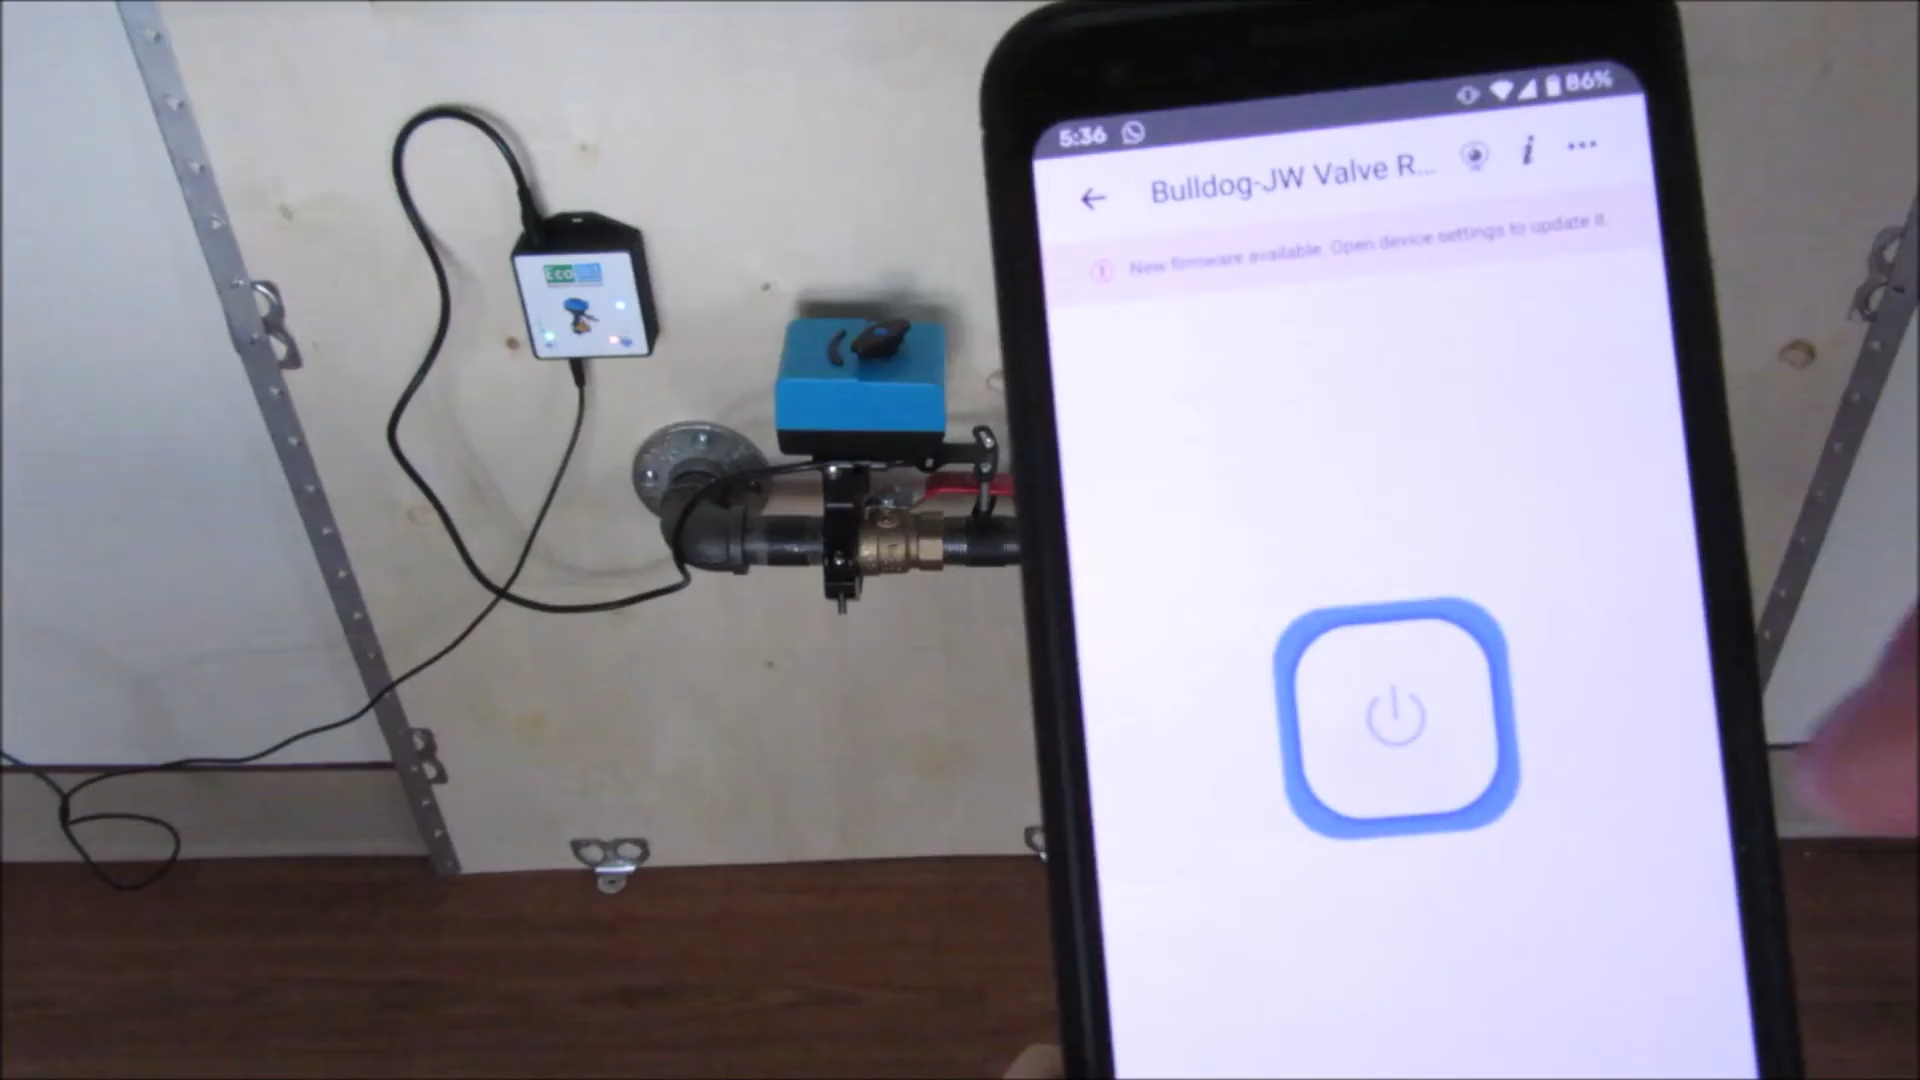 5:36 86%
Bulldog-JW Valve R...
New firmware available. Open device settings to update it.
Eco